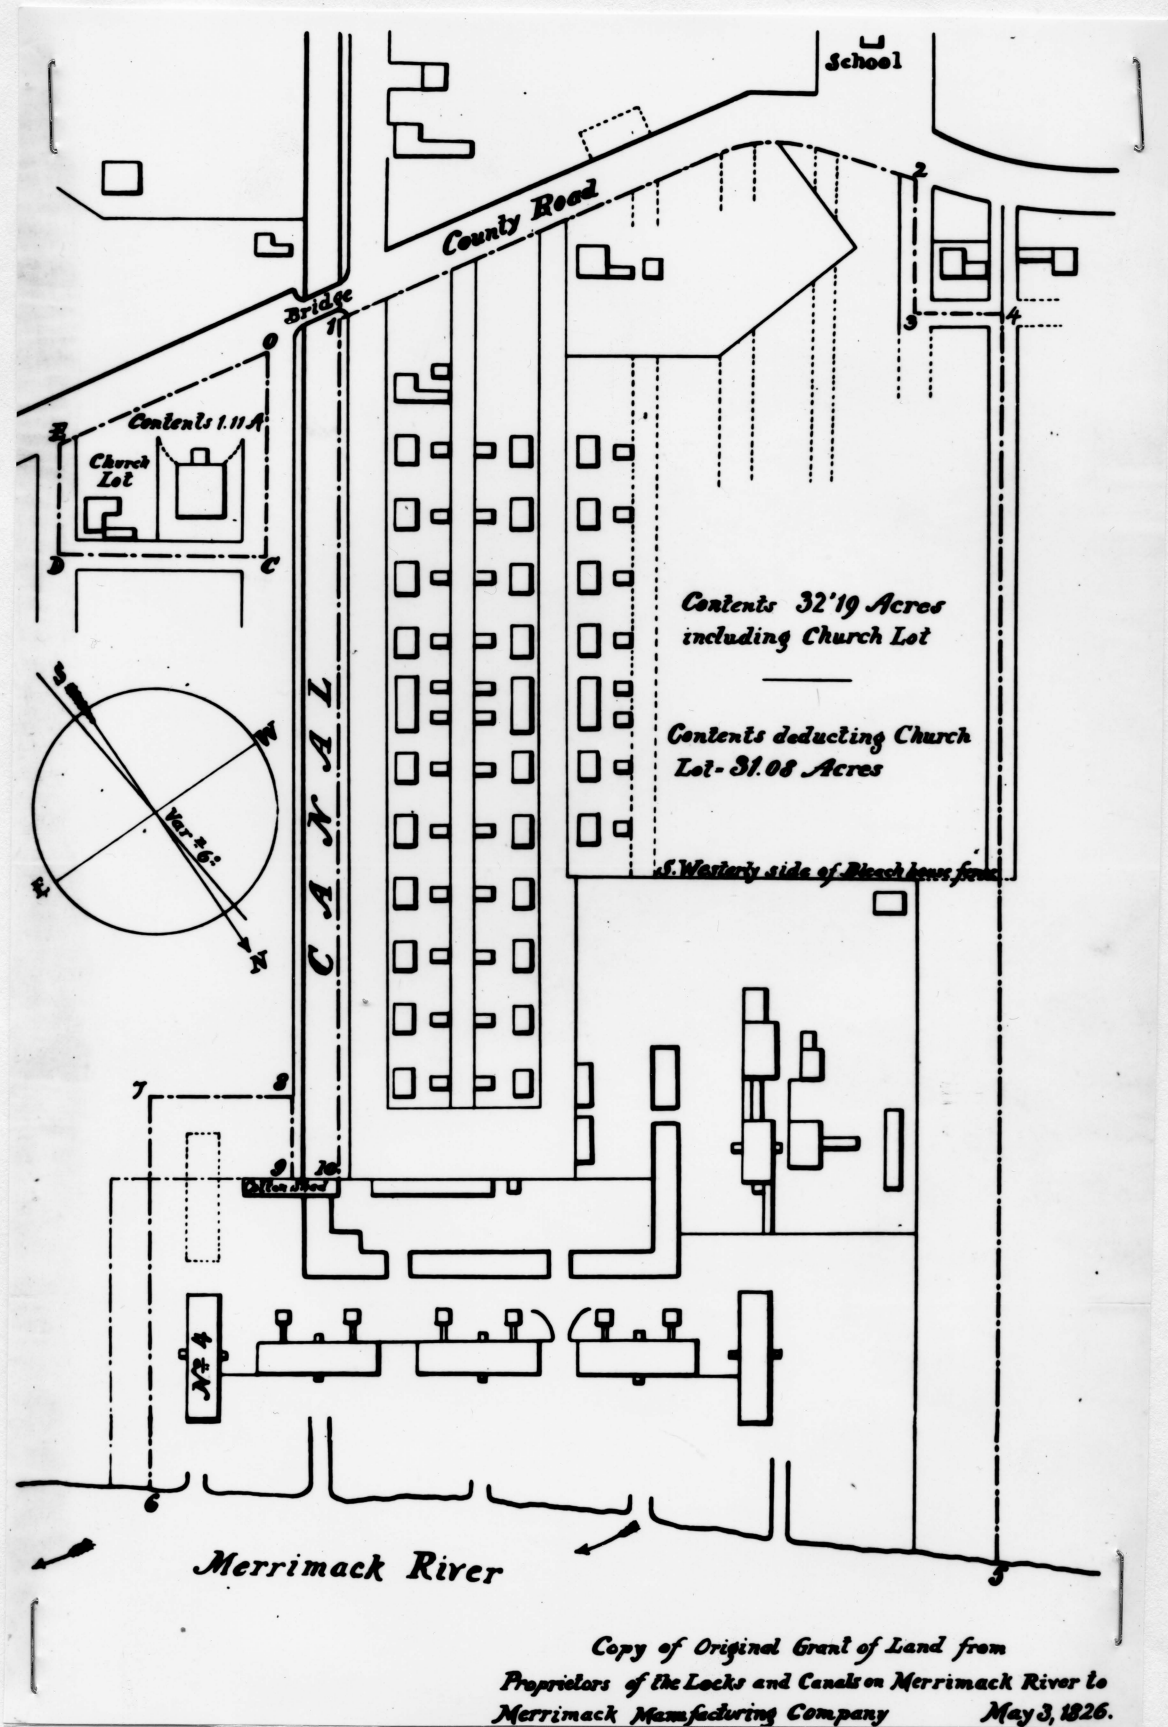 School
2
County Road
Bridge
1
3
4
O
E
Contents 1.11 A
Church
Lot
D
C
Contents 32'19 Acres
including Church Lot
Contents deducting Church
Lot - 31.08 Acres
S
W
Var
6°
E
N
CANAL
S. Westerly side of Bleach house fence
7
8
9
10
Cotton Shed
No. 4
6
5
Merrimack River
Copy of Original Grant of Land from
Proprietors of the Locks and Canals on Merrimack River to
Merrimack Manufacturing Company May 3, 1826.